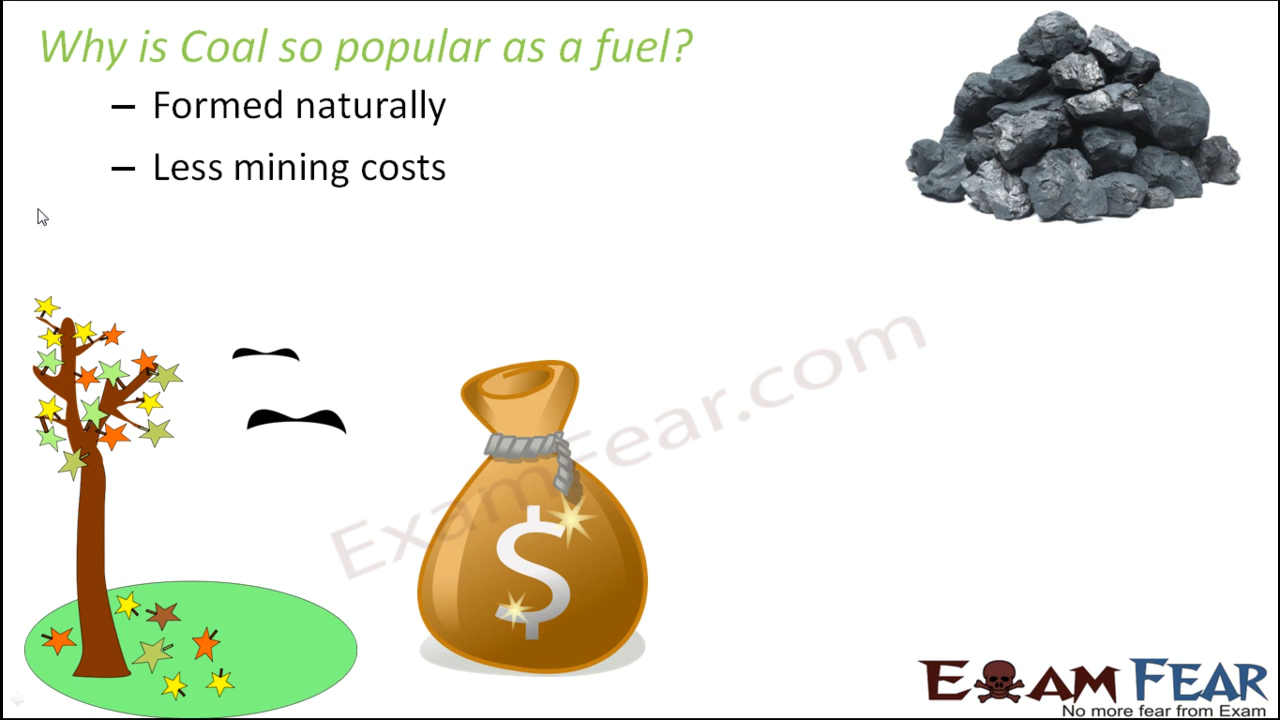 Why is Coal so popular as a fuel?
– Formed naturally
– Less mining costs
ExamFear.com
$
EXAM FEAR
No more fear from Exam